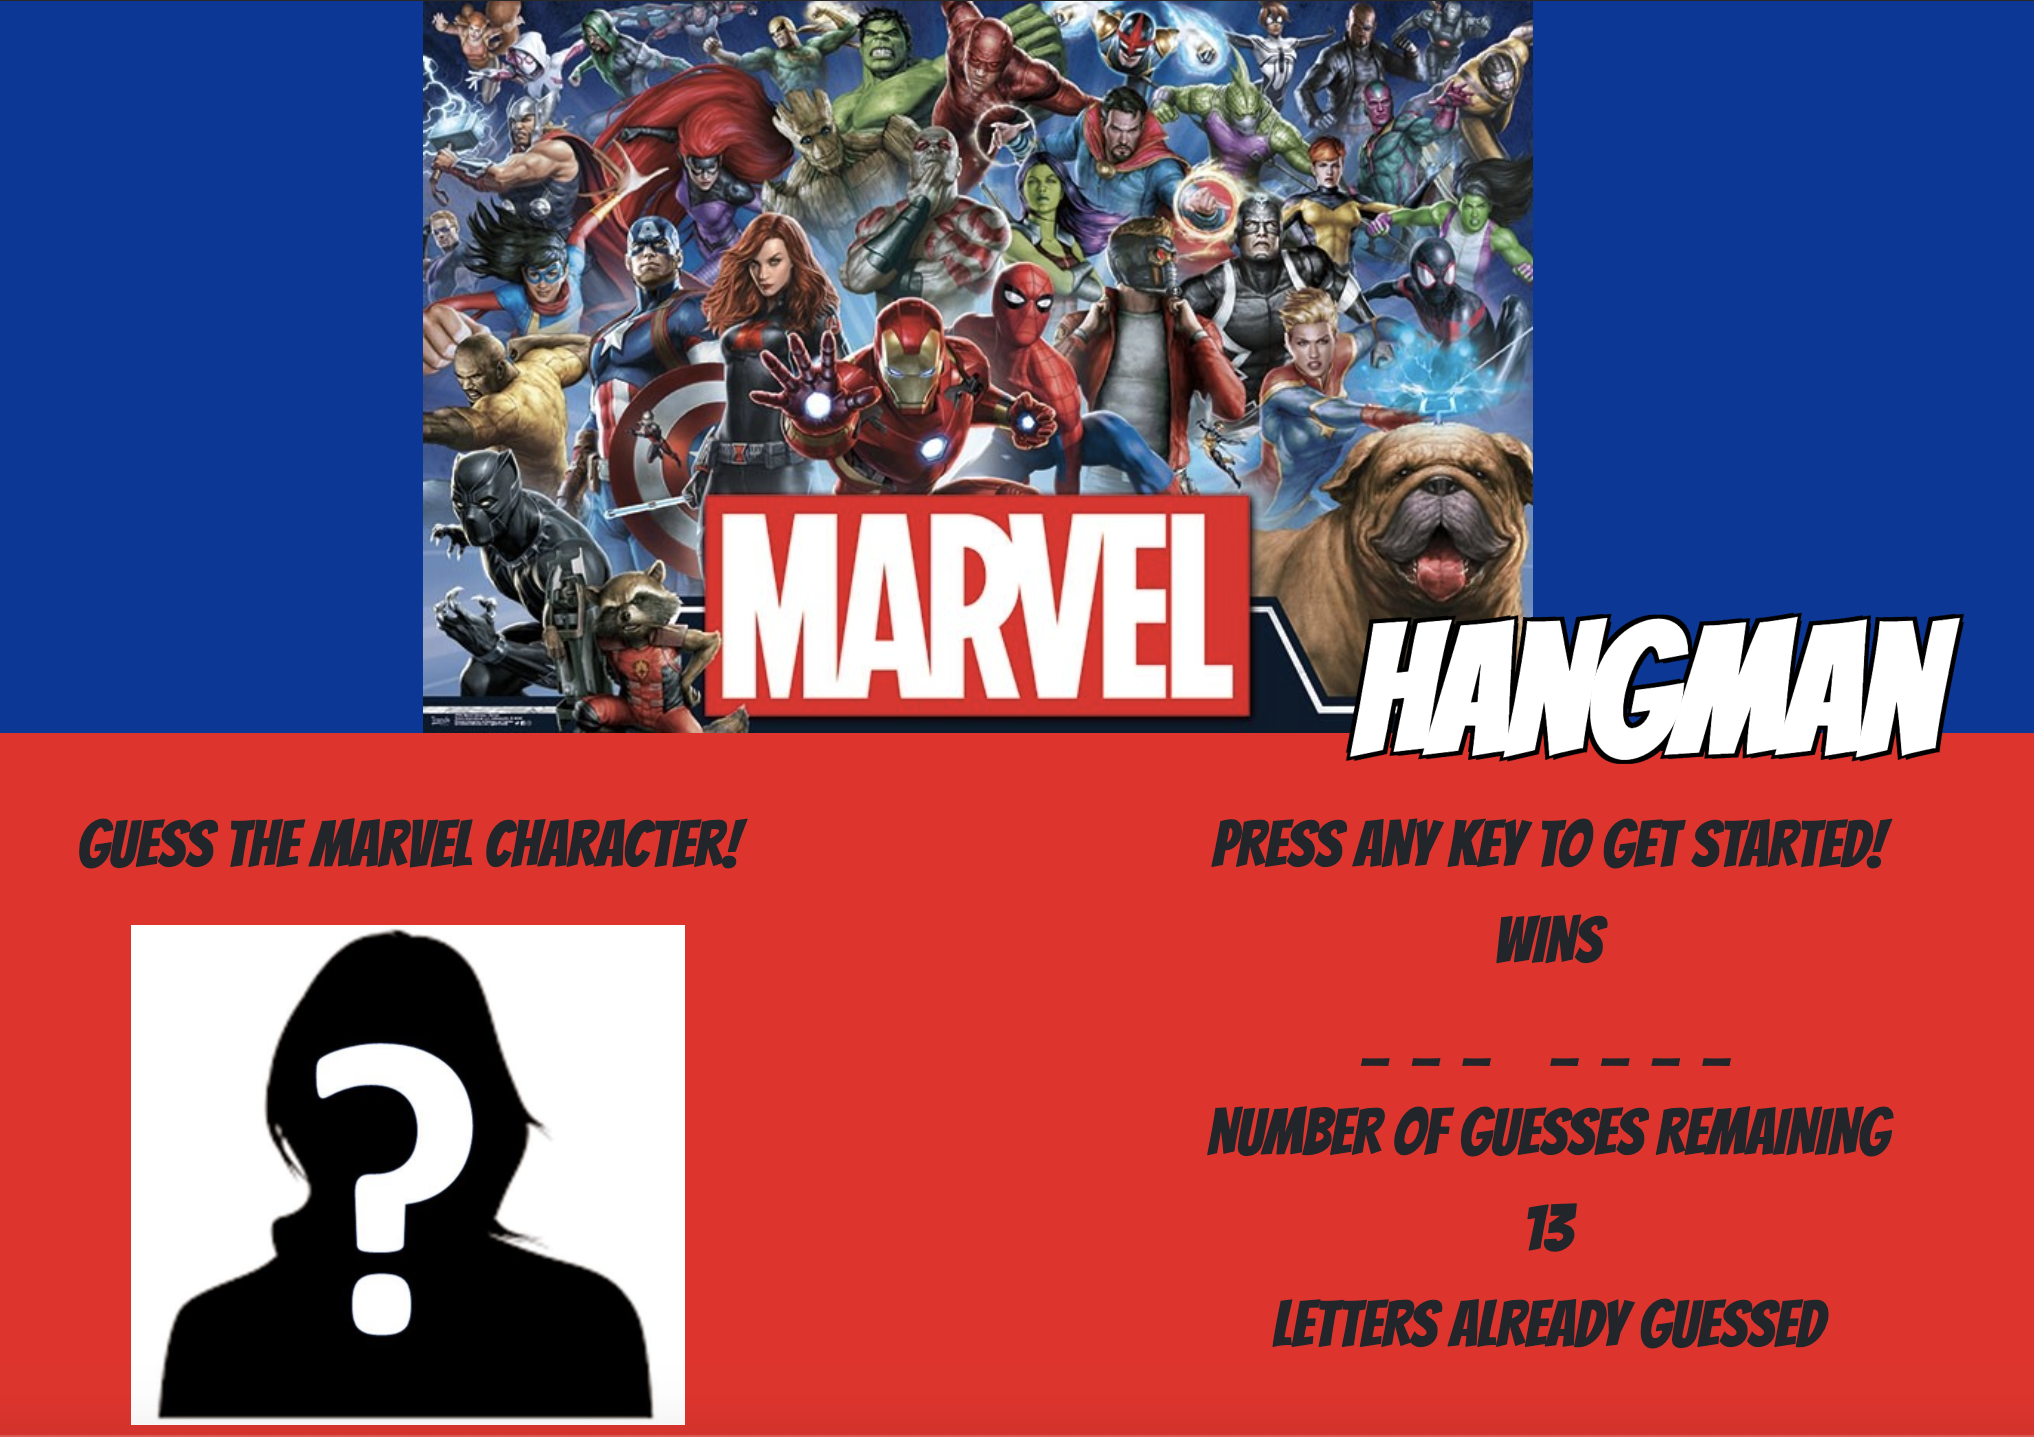 MARVEL
HANGMAN
GUESS THE MARVEL CHARACTER!
?
PRESS ANY KEY TO GET STARTED!
WINS
_ _ _   _ _ _ _
NUMBER OF GUESSES REMAINING
13
LETTERS ALREADY GUESSED